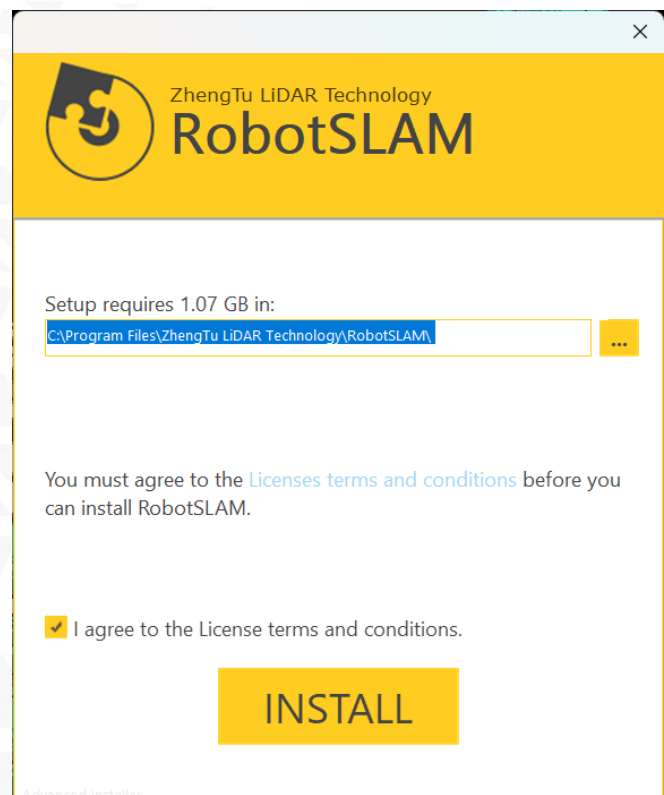 ZhengTu LiDAR Technology
RobotSLAM
Setup requires 1.07 GB in:
C:\Program Files\ZhengTu LiDAR Technology\RobotSLAM\
...
You must agree to the Licenses terms and conditions before you
can install RobotSLAM.
I agree to the License terms and conditions.
INSTALL
Advanced Installer